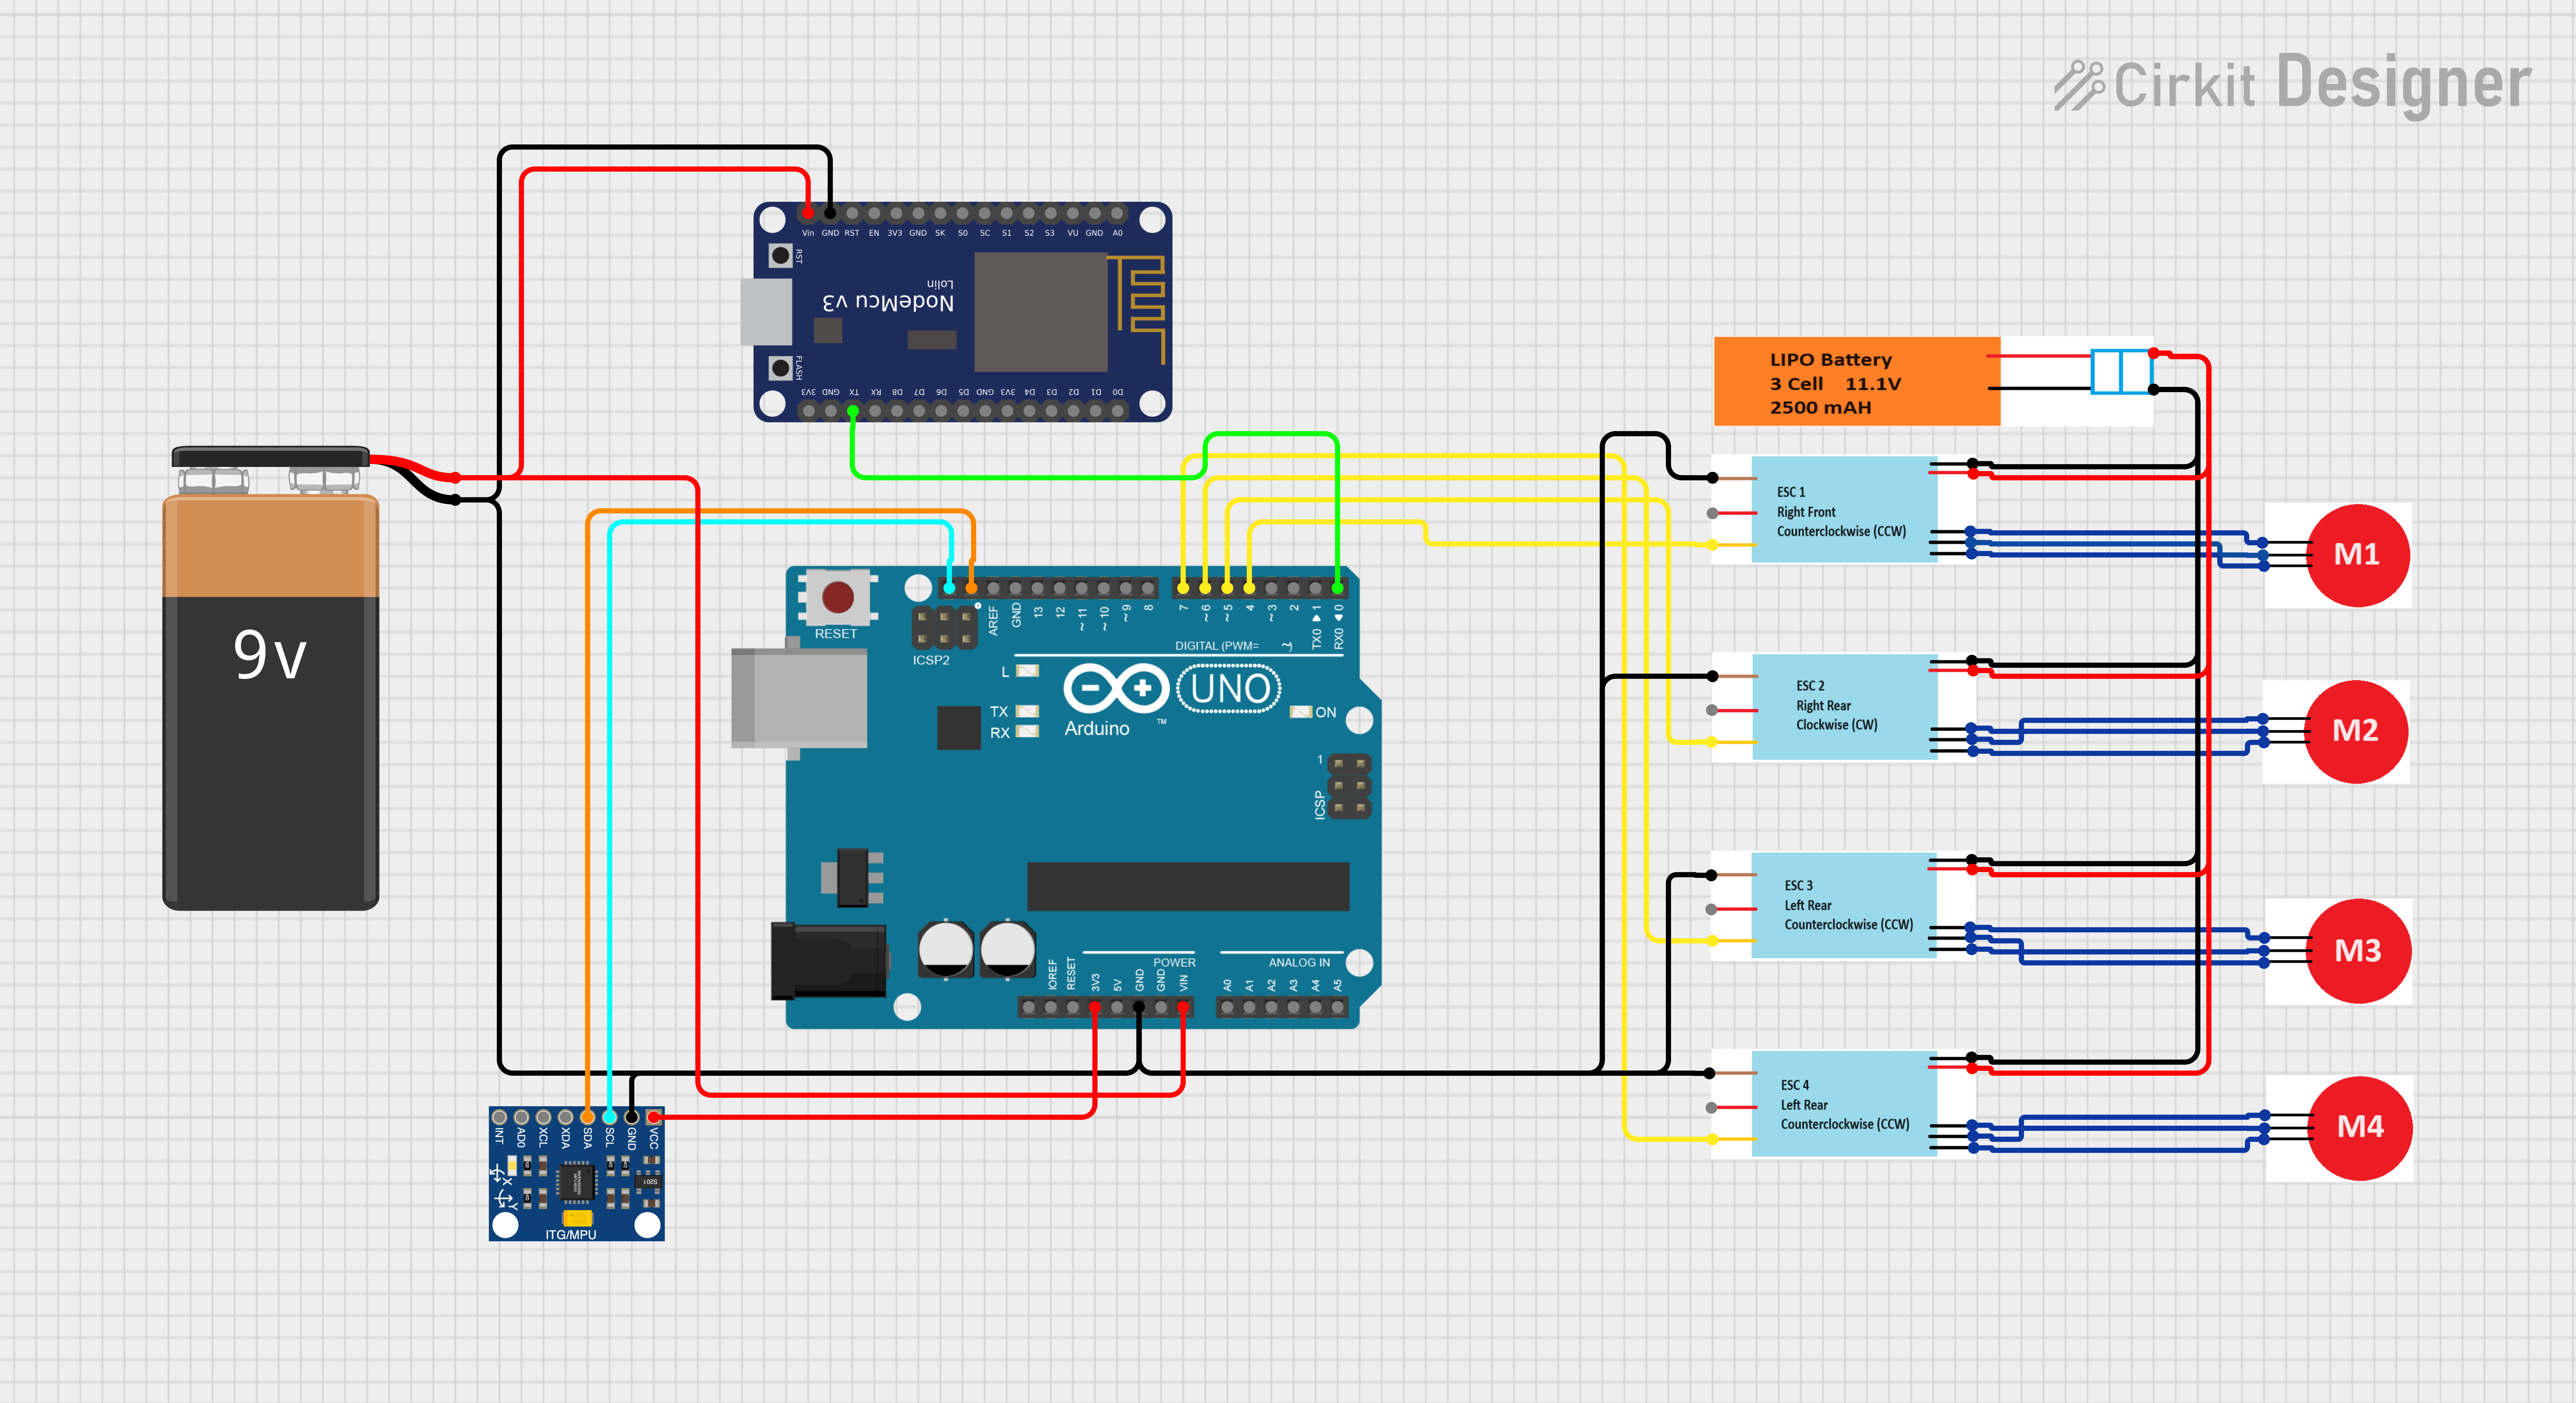 Cirkit Designer
Vin GND RST EN 3V3 GND SK S0 SC S1 S2 S3 VU GND A0
RST
Lolin
NodeMcu v3
FLASH
3V3 GND TX RX D8 D7 D6 D5 GND 3V3 D4 D3 D2 D1 D0
LIPO Battery
3 Cell 11.1V
2500 mAH
9v
RESET
ICSP2
AREF GND 13 12 ~11 ~10 ~9 8 7 ~6 ~5 4 ~3 2 TX0 1 RX0 0
DIGITAL (PWM= ~)
L
TX
RX
UNO
Arduino
TM
ON
1
ICSP
POWER
ANALOG IN
IOREF RESET 3V3 5V GND GND VIN A0 A1 A2 A3 A4 A5
ESC 1
Right Front
Counterclockwise (CCW)
M1
ESC 2
Right Rear
Clockwise (CW)
M2
ESC 3
Left Rear
Counterclockwise (CCW)
M3
ESC 4
Left Rear
Counterclockwise (CCW)
M4
INT AD0 XCL XDA SDA SCL GND VCC
X
Y
S201
ITG/MPU